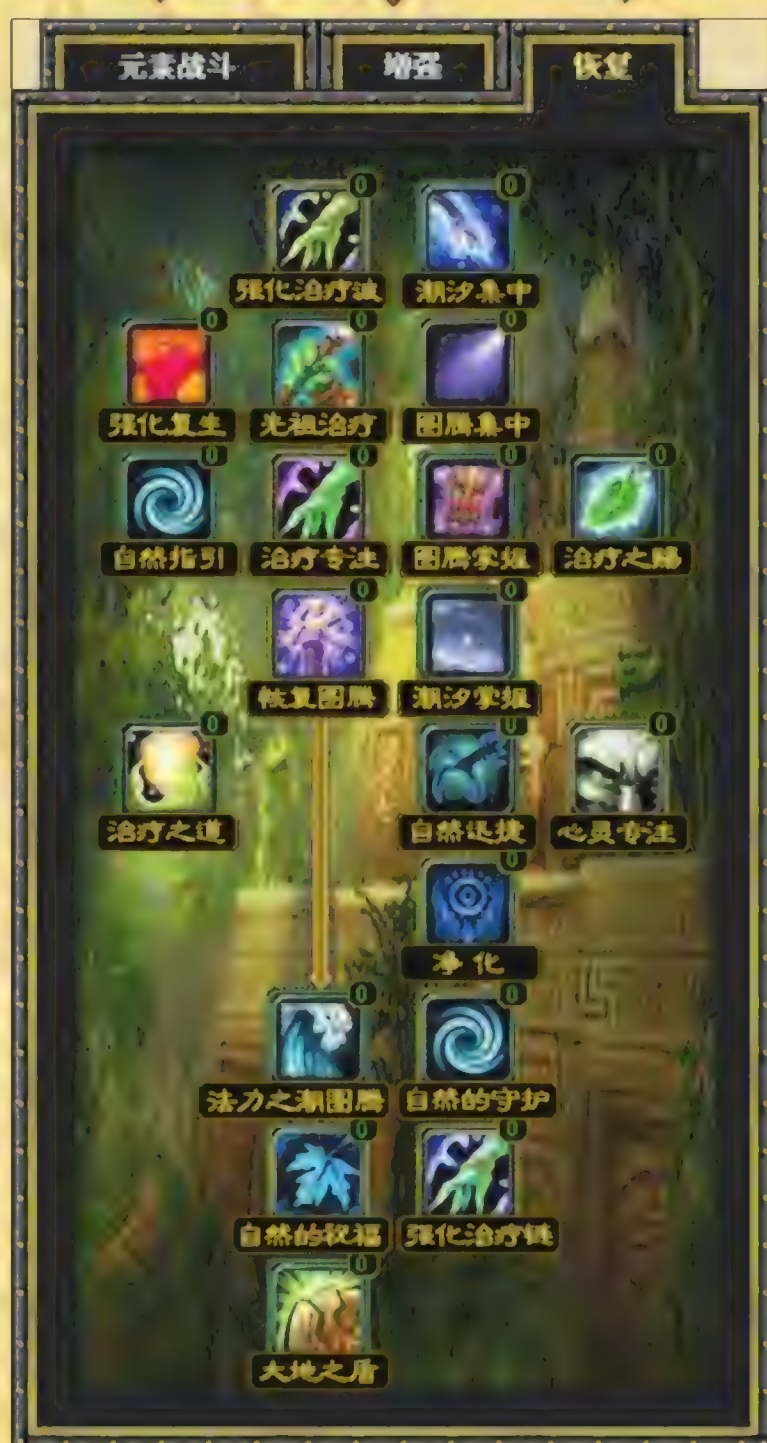 元素战斗 增强 恢复
0 0
强化治疗波 潮汐集中
0 0 0
强化复生 先祖治疗 图腾集中
0 0 0 0
自然指引 治疗专注 图腾掌握 治疗之赐
0 0
恢复图腾 潮汐掌握
0 0 0
治疗之道 自然迅捷 心灵专注
0
净化
0 0
法力之潮图腾 自然的守护
0 0
自然的祝福 强化治疗链
0
大地之盾